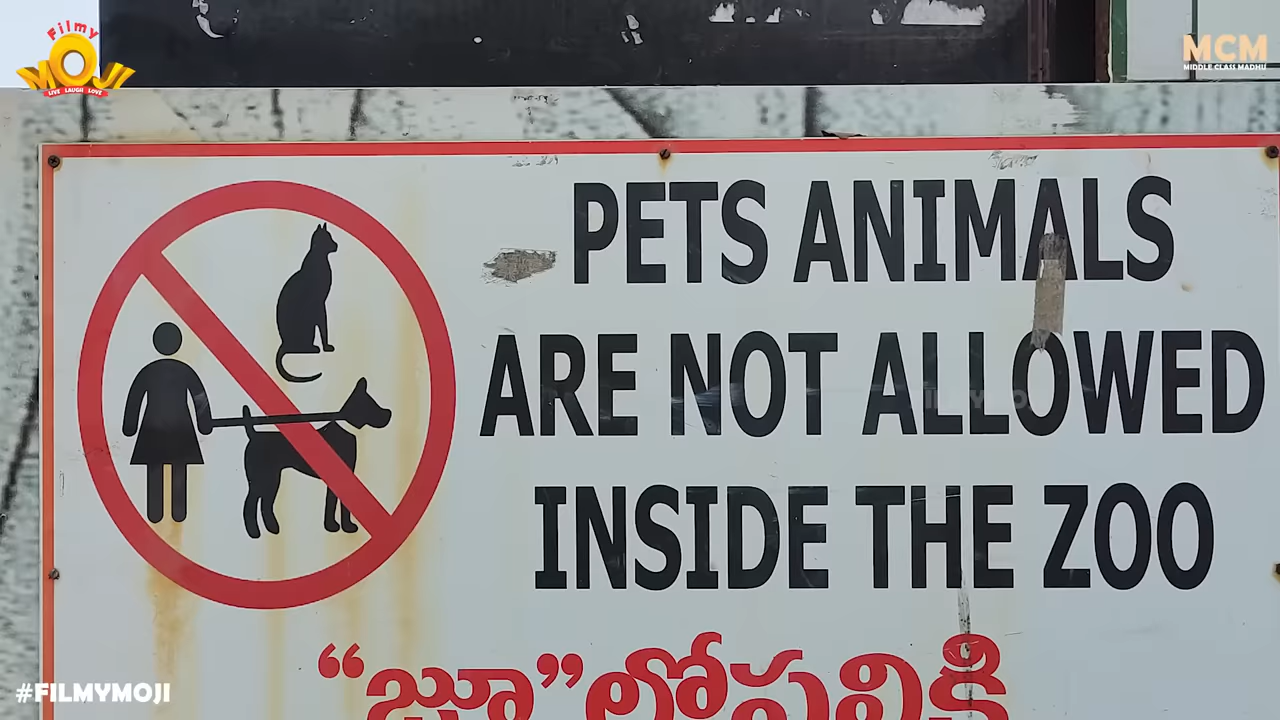 Filmy
MOJI
LIVE LAUGH LOVE
MCM
MIDDLE CLASS MADHU
PETS ANIMALS
ARE NOT ALLOWED
INSIDE THE ZOO
“జూ”లోపలికి
#FILMYMOJI